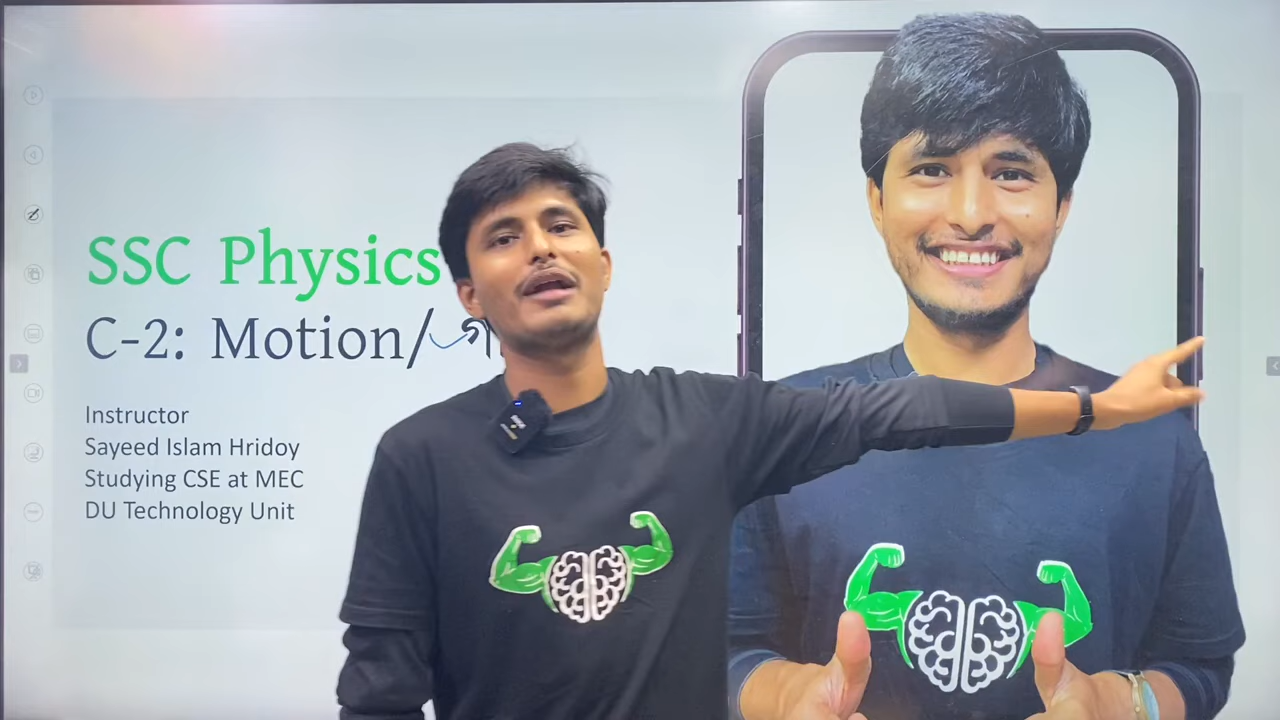 SSC Physics
C-2: Motion/গ
Instructor
Sayeed Islam Hridoy
Studying CSE at MEC
DU Technology Unit